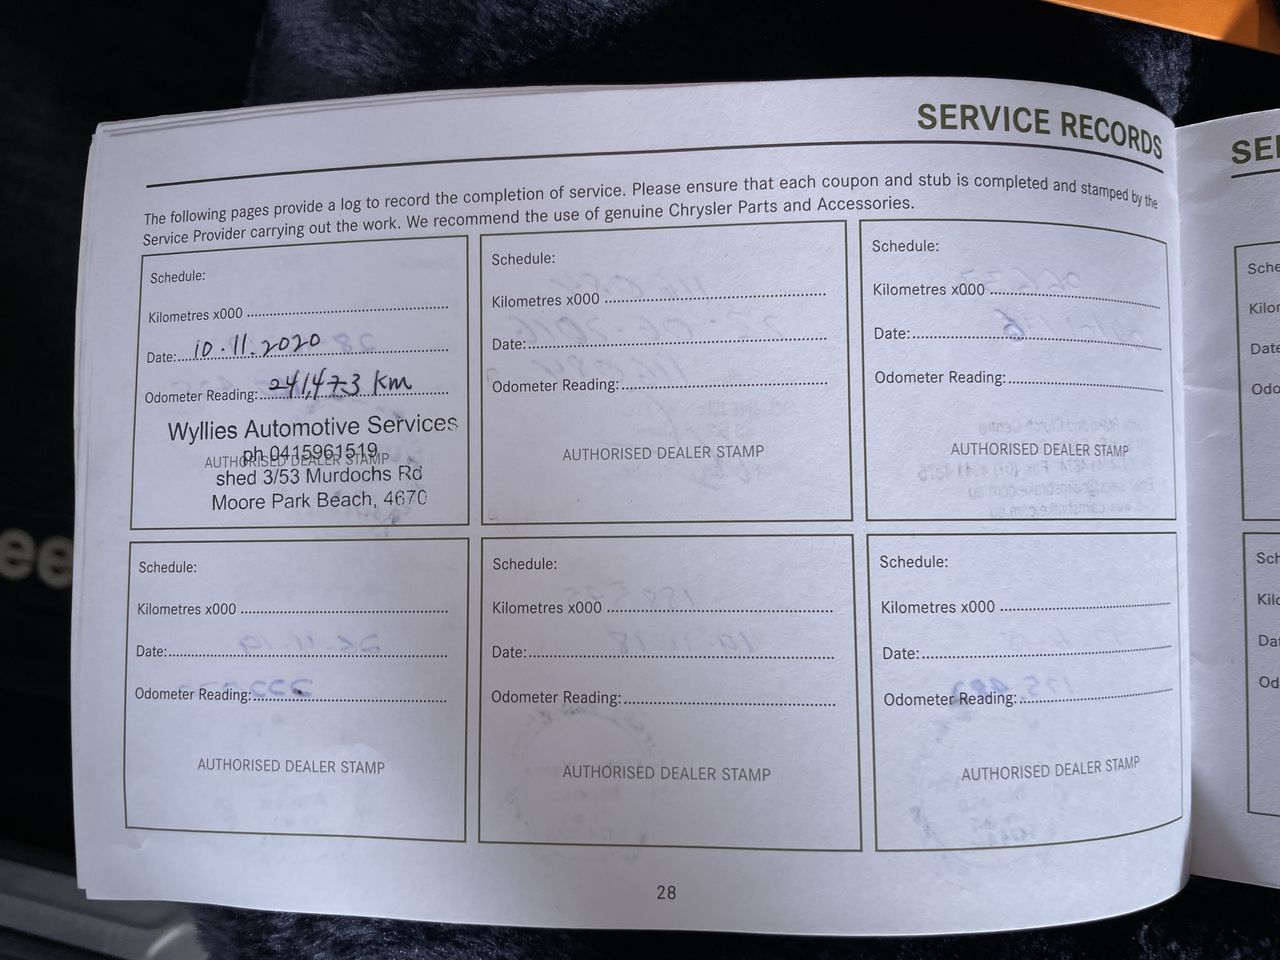 SERVICE RECORDS
The following pages provide a log to record the completion of service. Please ensure that each coupon and stub is completed and stamped by the
Service Provider carrying out the work. We recommend the use of genuine Chrysler Parts and Accessories.
Schedule:
Kilometres x000
Date: 10.11.2020
Odometer Reading: 241,473 km
AUTHORISED DEALER STAMP
Wyllies Automotive Services
ph 0415961519
shed 3/53 Murdochs Rd
Moore Park Beach, 4670
Schedule:
Kilometres x000
Date:
Odometer Reading:
AUTHORISED DEALER STAMP
Schedule:
Kilometres x000
Date:
Odometer Reading:
AUTHORISED DEALER STAMP
Schedule:
Kilometres x000
Date:
Odometer Reading:
AUTHORISED DEALER STAMP
Schedule:
Kilometres x000
Date:
Odometer Reading:
AUTHORISED DEALER STAMP
Schedule:
Kilometres x000
Date:
Odometer Reading:
AUTHORISED DEALER STAMP
28